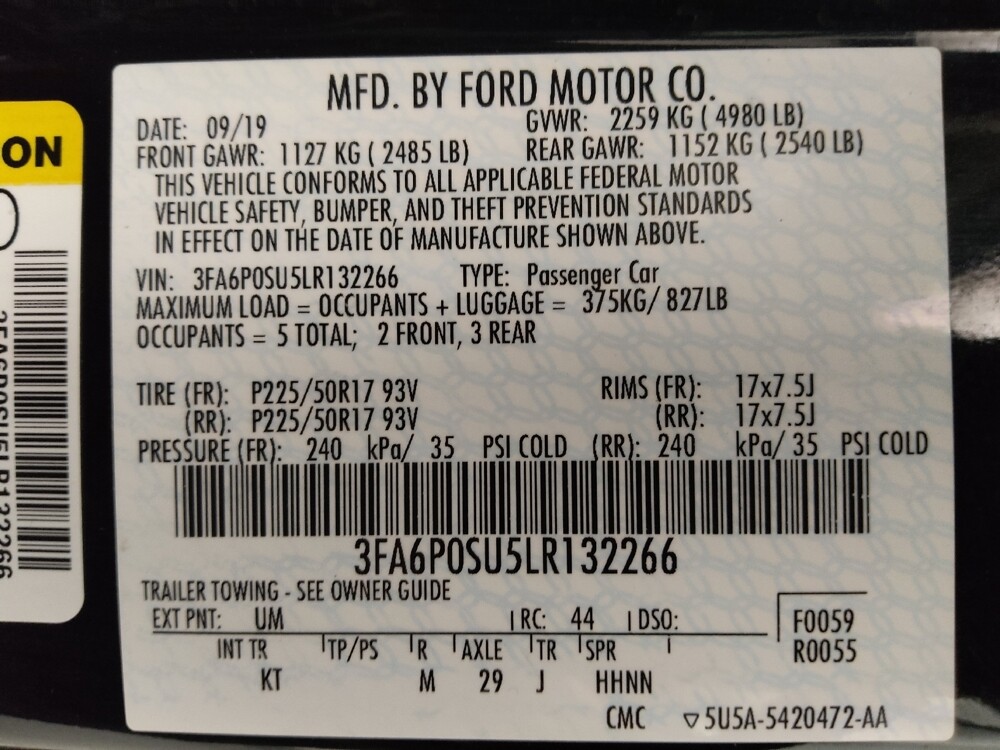 MFD. BY FORD MOTOR CO.
DATE: 09/19 GVWR: 2259 KG ( 4980 LB)
FRONT GAWR: 1127 KG ( 2485 LB) REAR GAWR: 1152 KG ( 2540 LB)
THIS VEHICLE CONFORMS TO ALL APPLICABLE FEDERAL MOTOR
VEHICLE SAFETY, BUMPER, AND THEFT PREVENTION STANDARDS
IN EFFECT ON THE DATE OF MANUFACTURE SHOWN ABOVE.
VIN: 3FA6P0SU5LR132266 TYPE: Passenger Car
MAXIMUM LOAD = OCCUPANTS + LUGGAGE = 375KG/ 827LB
OCCUPANTS = 5 TOTAL; 2 FRONT, 3 REAR
TIRE (FR): P225/50R17 93V RIMS (FR): 17x7.5J
(RR): P225/50R17 93V (RR): 17x7.5J
PRESSURE (FR): 240 kPa/ 35 PSI COLD (RR): 240 kPa/ 35 PSI COLD
3FA6P0SU5LR132266
TRAILER TOWING - SEE OWNER GUIDE
EXT PNT: UM RC: 44 DSO: F0059
INT TR TP/PS R AXLE TR SPR R0055
KT M 29 J HHNN
CMC ▽5U5A-5420472-AA
ON
3FA6P0SU5LR132266